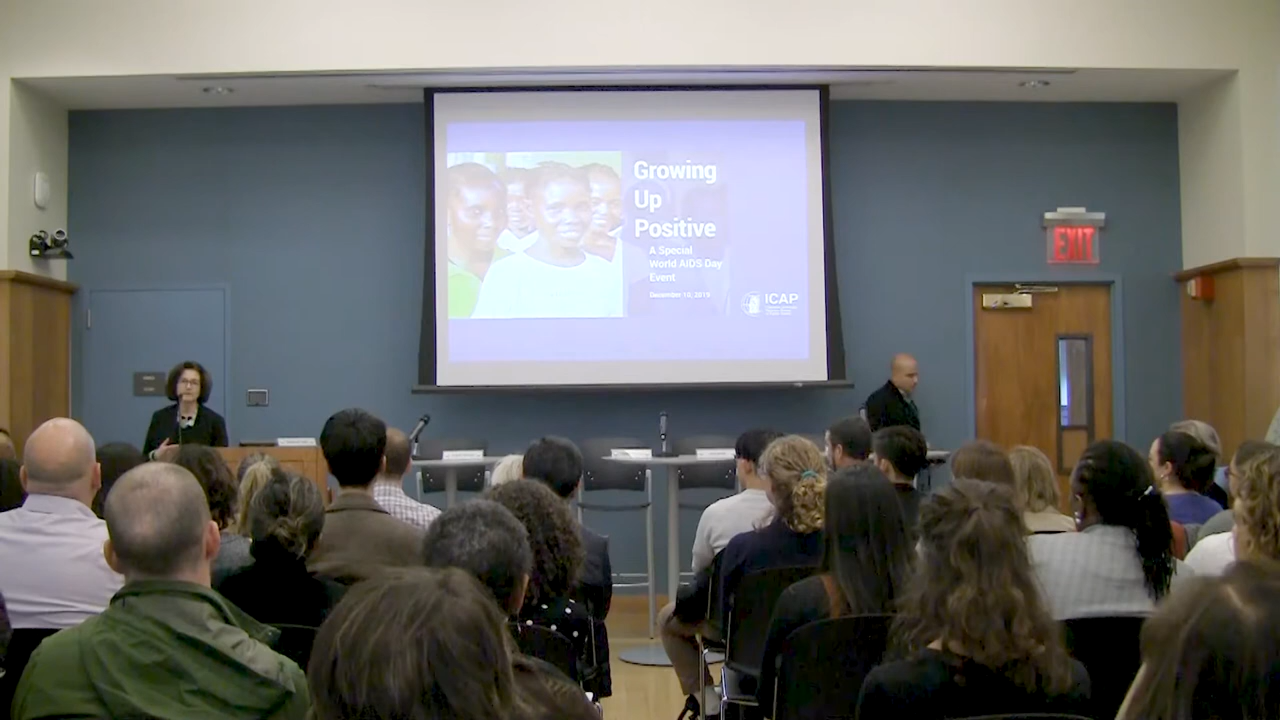 Growing
Up
Positive
A Special
World AIDS Day
Event
December 10, 2019
ICAP
EXIT